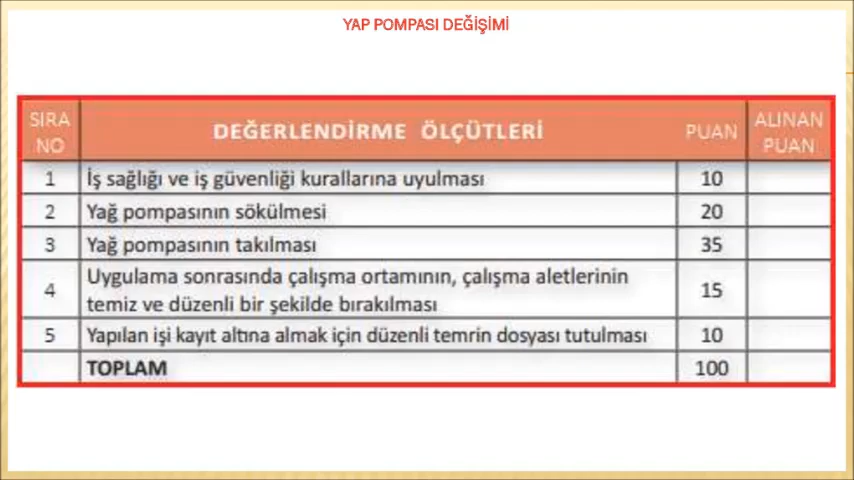 YAP POMPASI DEĞİŞİMİ
SIRA NO DEĞERLENDİRME ÖLÇÜTLERİ PUAN ALINAN PUAN
1 İş sağlığı ve iş güvenliği kurallarına uyulması 10
2 Yağ pompasının sökülmesi 20
3 Yağ pompasının takılması 35
4 Uygulama sonrasında çalışma ortamının, çalışma aletlerinin
temiz ve düzenli bir şekilde bırakılması 15
5 Yapılan işi kayıt altına almak için düzenli temrin dosyası tutulması 10
TOPLAM 100